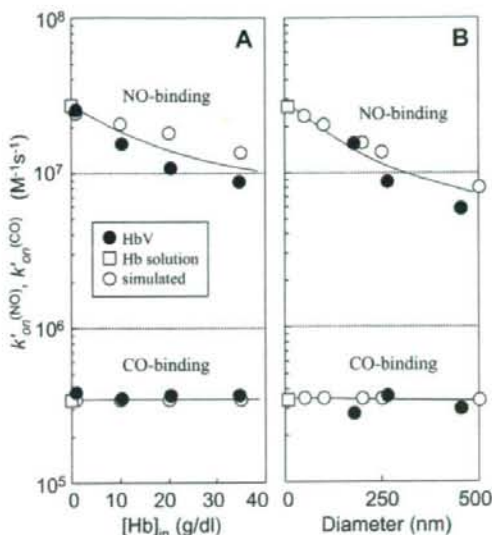 10⁸
A
B
NO-binding
NO-binding
10⁷
k'on(NO), k'on(CO) (M⁻¹s⁻¹)
HbV
Hb solution
simulated
10⁶
CO-binding
CO-binding
10⁵
0 10 20 30 40
0 250 500
[Hb]in (g/dl)
Diameter (nm)